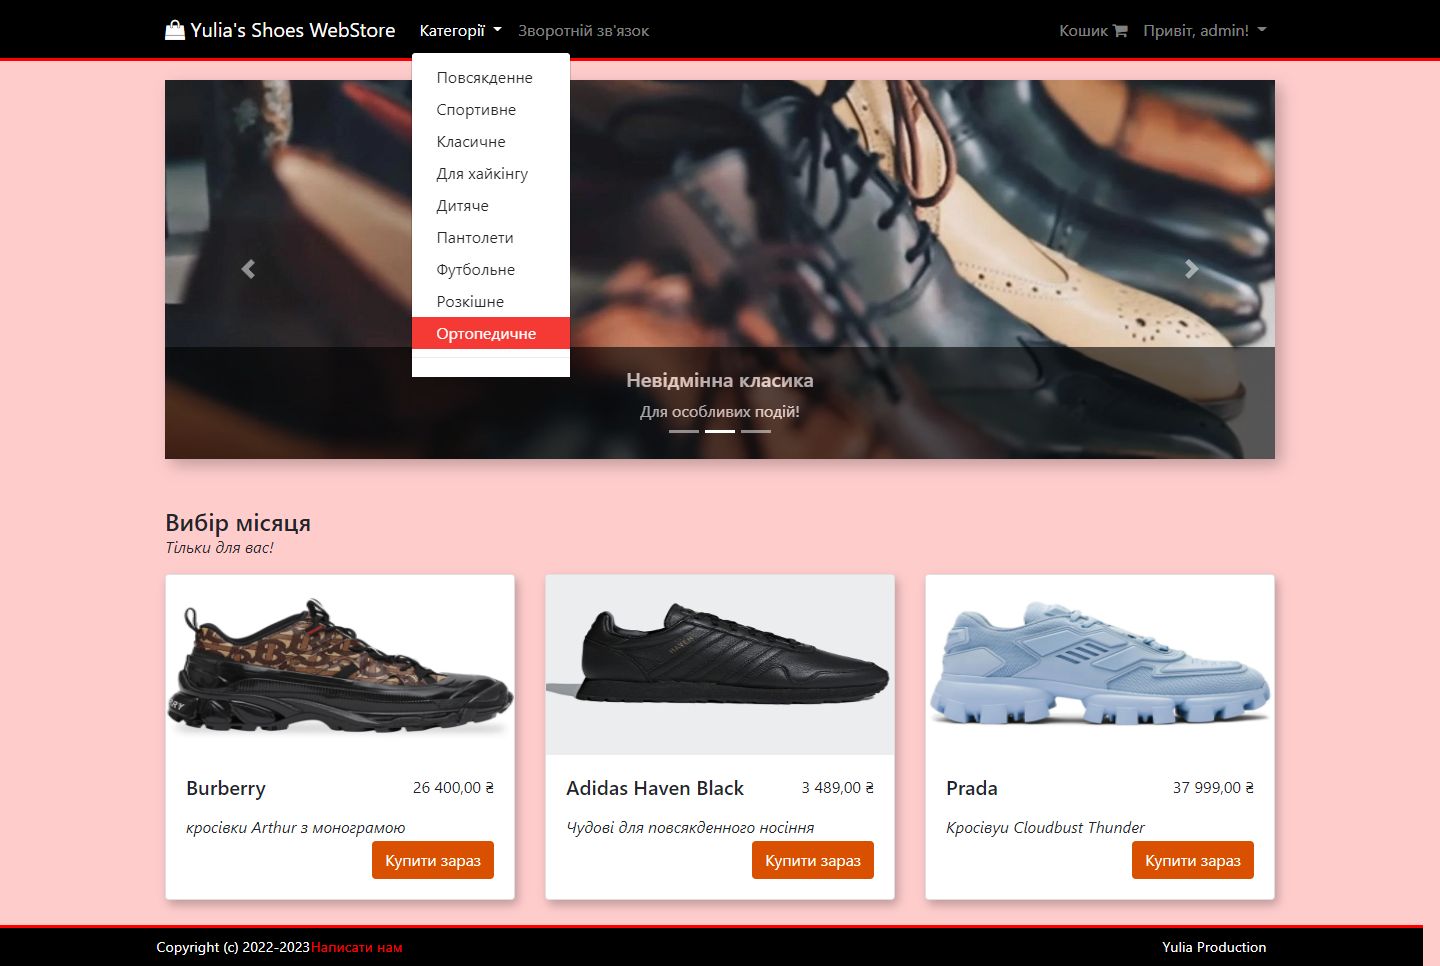 Yulia's Shoes WebStore Категорії Зворотній зв'язок Кошик Привіт, admin!
Повсякденне
Спортивне
Класичне
Для хайкінгу
Дитяче
Пантолети
Футбольне
Розкішне
Ортопедичне
Невідмінна класика
Для особливих подій!
Вибір місяця
Тільки для вас!
Burberry 26 400,00 ₴
кросівки Arthur з монограмою
Купити зараз
HAVEN
Adidas Haven Black 3 489,00 ₴
Чудові для повсякденного носіння
Купити зараз
Prada 37 999,00 ₴
Кросівуи Cloudbust Thunder
Купити зараз
Copyright (c) 2022-2023Написати нам Yulia Production